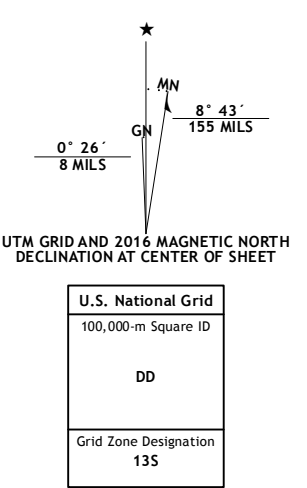 ★
MN
8° 43´
155 MILS
GN
0° 26´
8 MILS
UTM GRID AND 2016 MAGNETIC NORTH
DECLINATION AT CENTER OF SHEET
U.S. National Grid
100,000-m Square ID
DD
Grid Zone Designation
13S